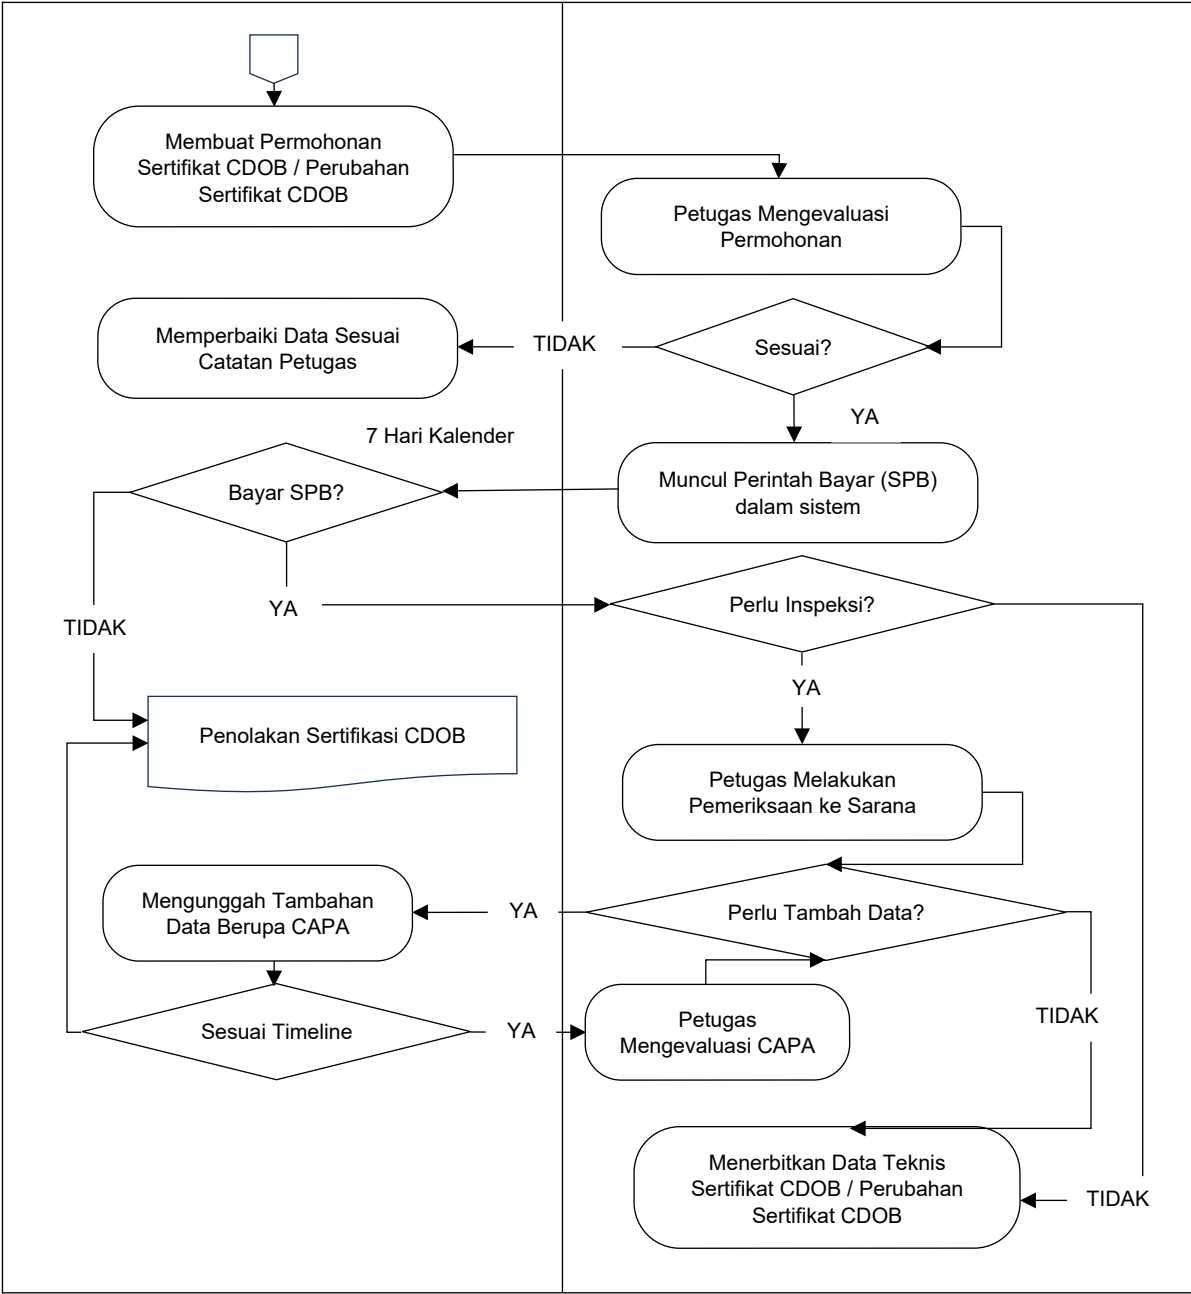 Membuat Permohonan
Sertifikat CDOB / Perubahan
Sertifikat CDOB
Petugas Mengevaluasi
Permohonan
Memperbaiki Data Sesuai
Catatan Petugas
TIDAK
Sesuai?
YA
7 Hari Kalender
Bayar SPB?
Muncul Perintah Bayar (SPB)
dalam sistem
YA
TIDAK
Perlu Inspeksi?
YA
Penolakan Sertifikasi CDOB
Petugas Melakukan
Pemeriksaan ke Sarana
Mengunggah Tambahan
Data Berupa CAPA
YA
Perlu Tambah Data?
Sesuai Timeline
YA
Petugas
Mengevaluasi CAPA
TIDAK
Menerbitkan Data Teknis
Sertifikat CDOB / Perubahan
Sertifikat CDOB
TIDAK